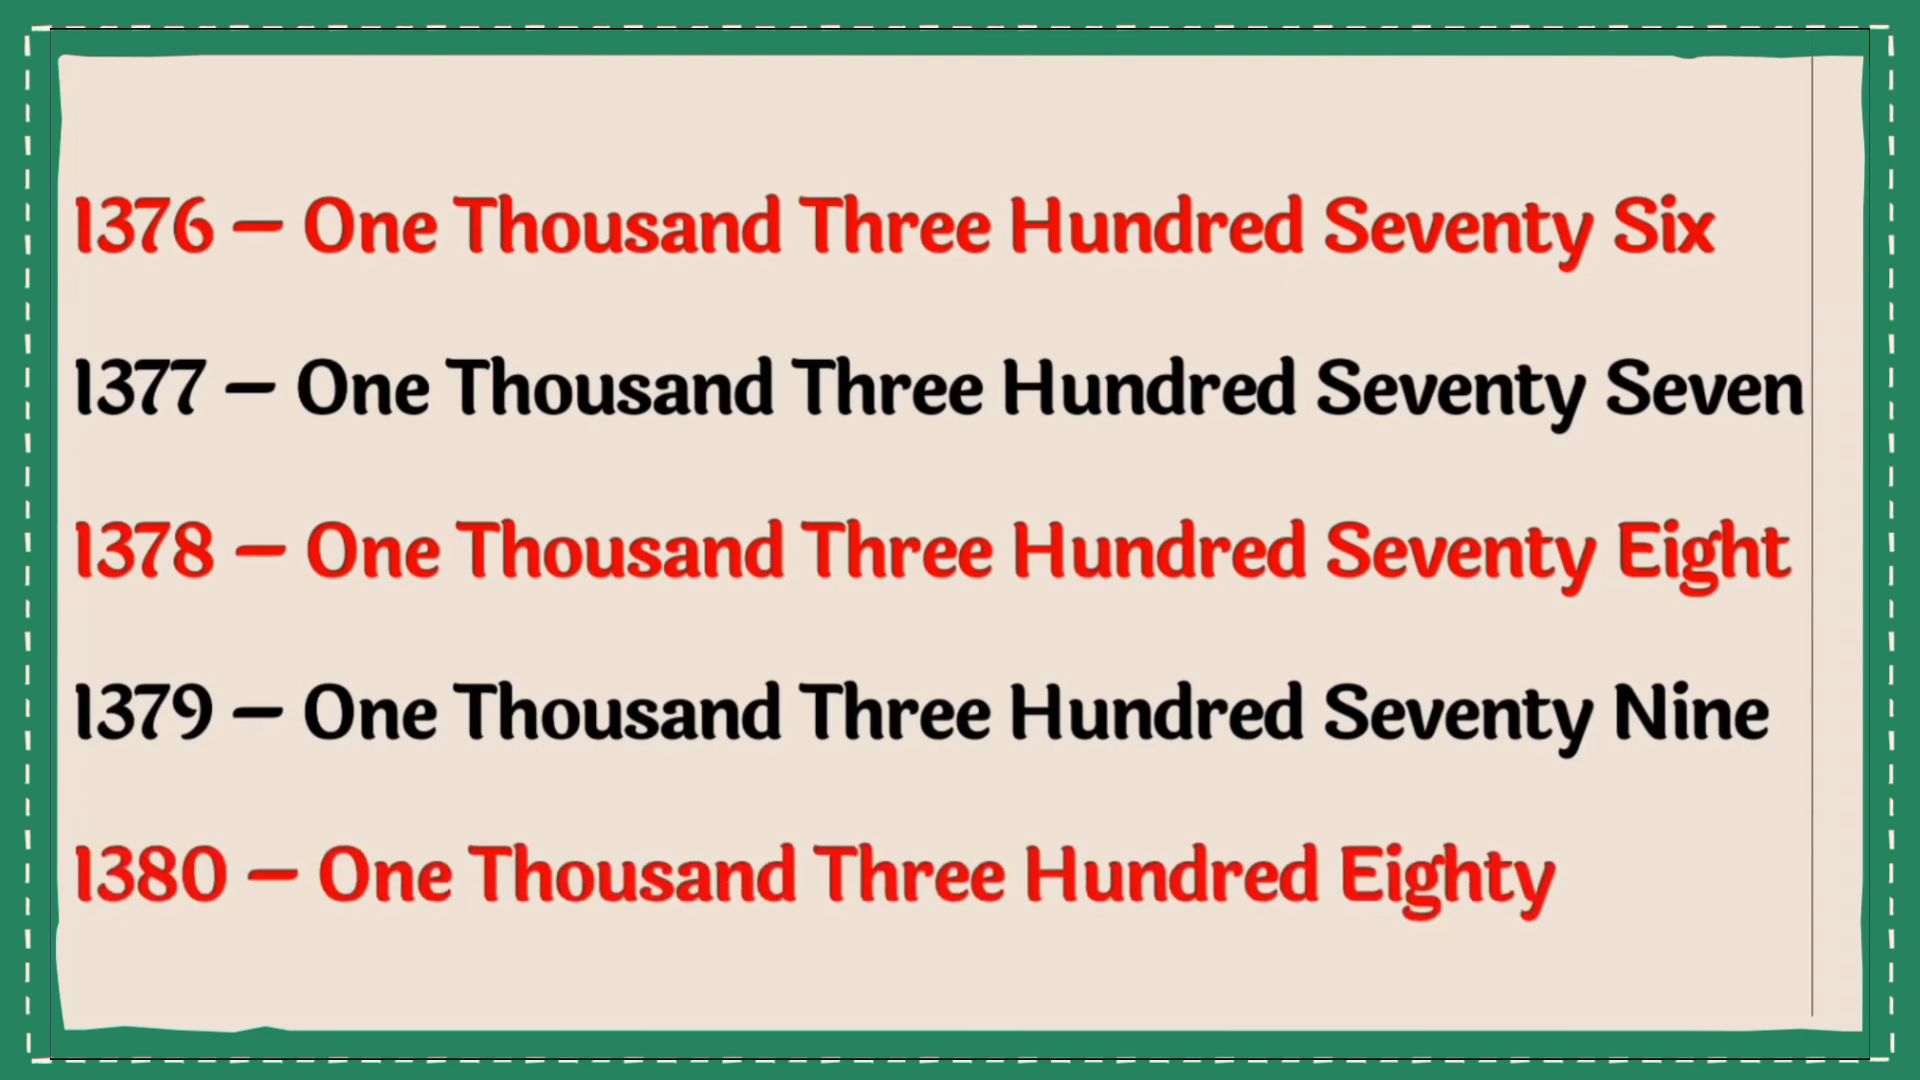 1376 – One Thousand Three Hundred Seventy Six
1377 – One Thousand Three Hundred Seventy Seven
1378 – One Thousand Three Hundred Seventy Eight
1379 – One Thousand Three Hundred Seventy Nine
1380 – One Thousand Three Hundred Eighty